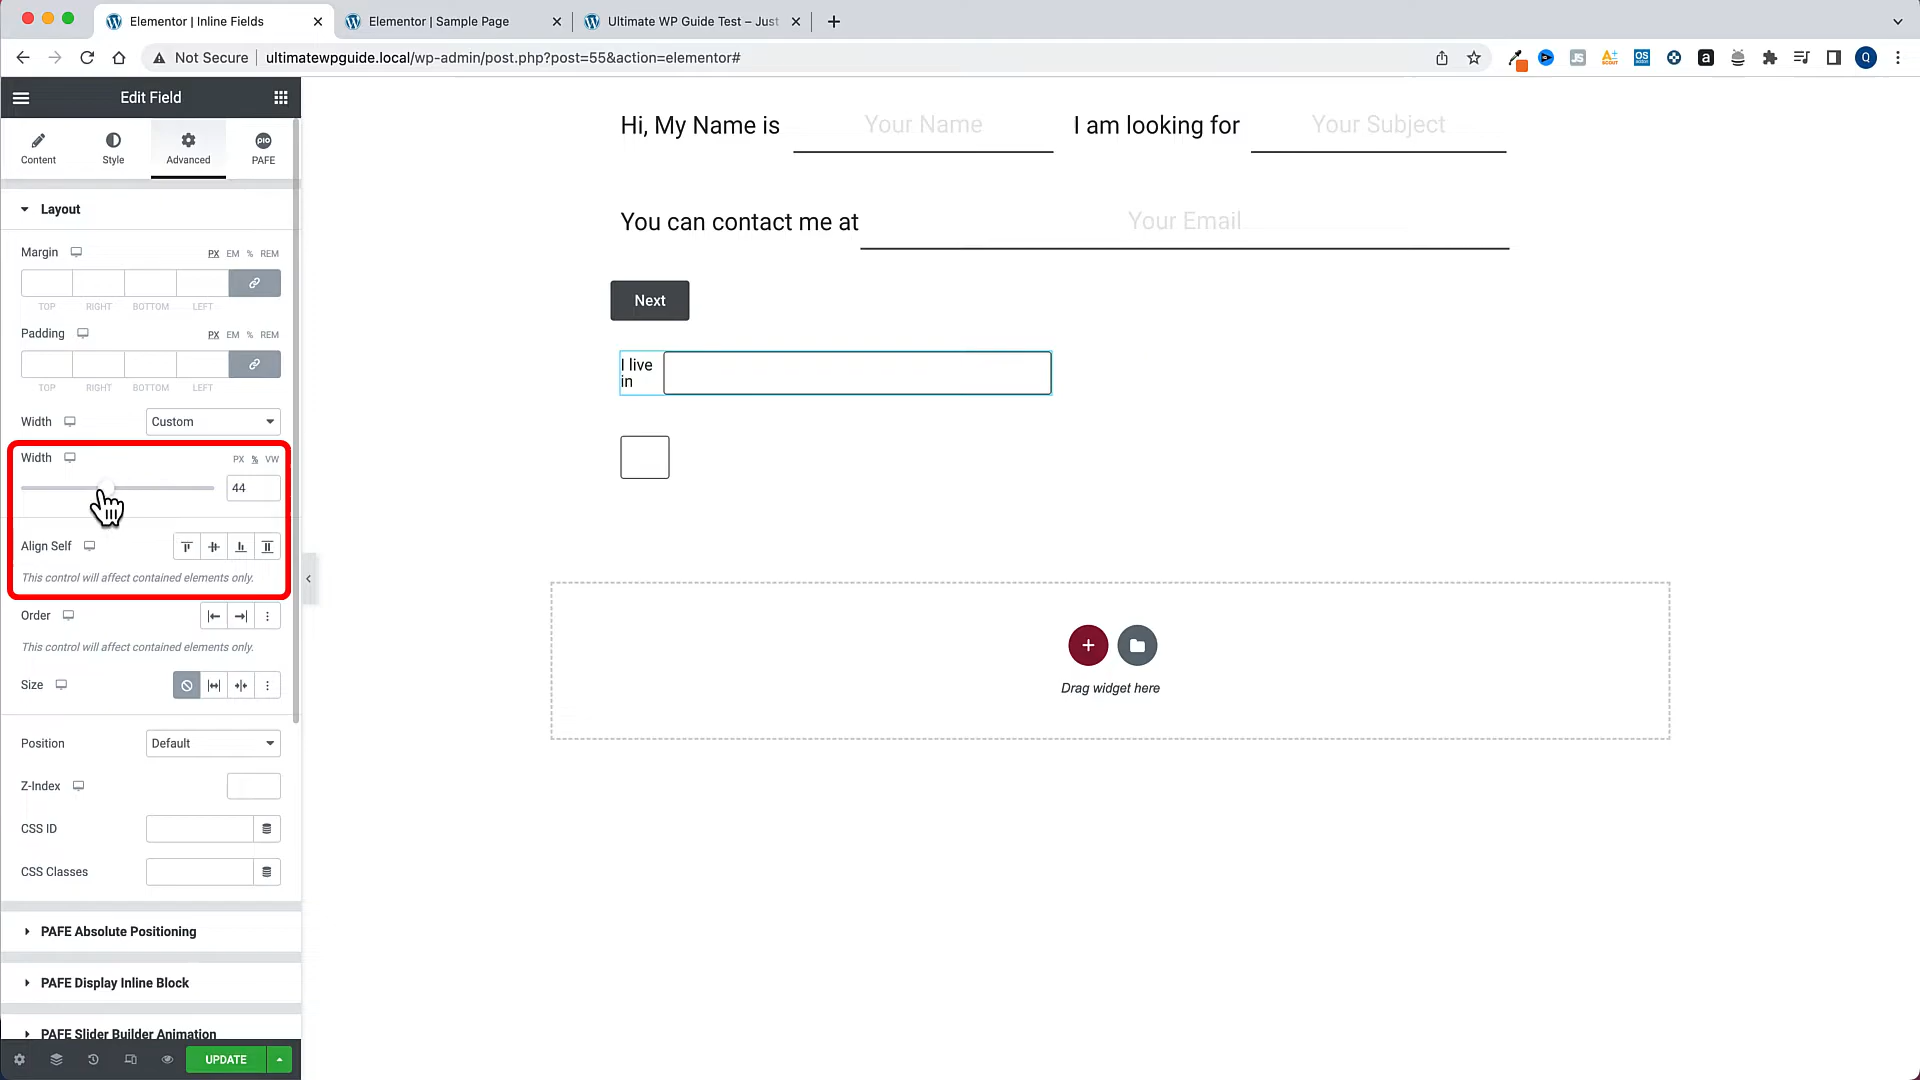 Elementor | Inline Fields
Elementor | Sample Page
Ultimate WP Guide Test – Just
Not Secure
ultimatewpguide.local/wp-admin/post.php?post=55&action=elementor#
JS
OS
a
Q
Edit Field
Content
Style
Advanced
pio
PAFE
Layout
Margin
PX EM % REM
TOP RIGHT BOTTOM LEFT
Padding
PX EM % REM
TOP RIGHT BOTTOM LEFT
Width
Custom
Width
PX % VW
44
Align Self
This control will affect contained elements only.
Order
This control will affect contained elements only.
Size
Position
Default
Z-Index
CSS ID
CSS Classes
PAFE Absolute Positioning
PAFE Display Inline Block
PAFE Slider Builder Animation
UPDATE
Hi, My Name is Your Name I am looking for Your Subject
You can contact me at Your Email
Next
I live
in
Drag widget here